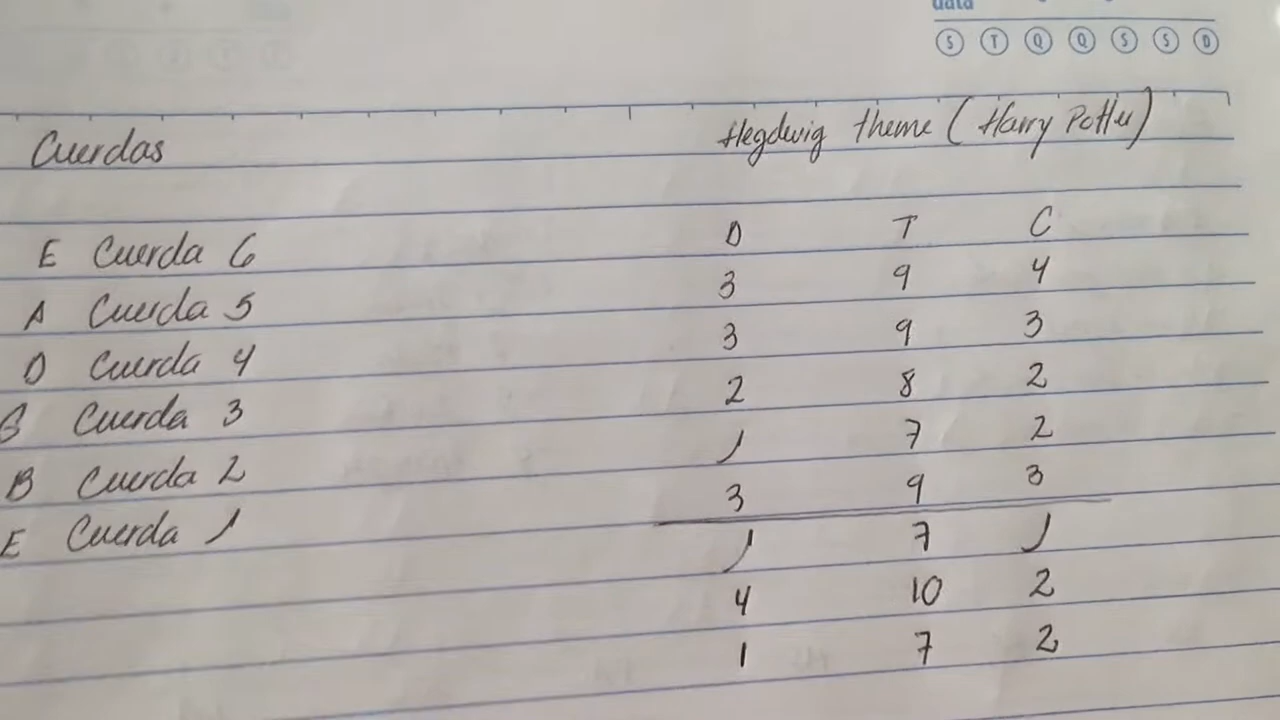 data
S T Q Q S S D
Cuerdas
Hegdwig theme (Harry Potter)
E Cuerda 6
A Cuerda 5
D Cuerda 4
G Cuerda 3
B Cuerda 2
E Cuerda 1
D T C
3 9 4
3 9 3
2 8 2
1 7 2
3 9 3
1 7 1
4 10 2
1 7 2